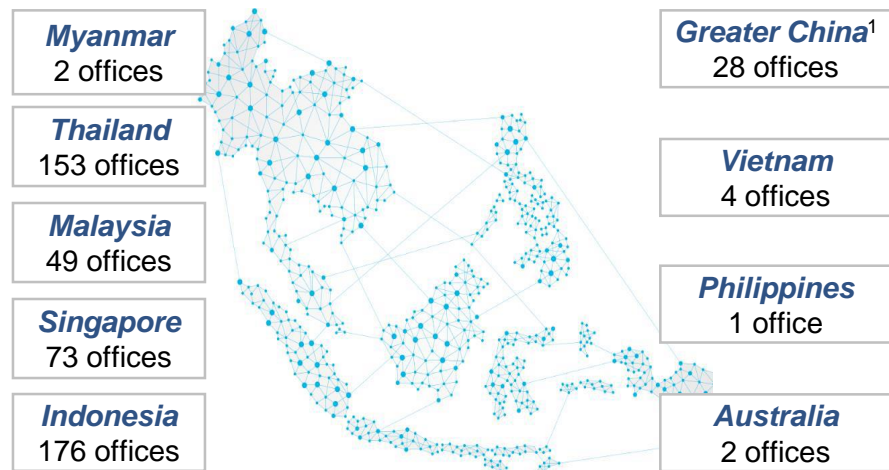 Myanmar
2 offices
Thailand
153 offices
Malaysia
49 offices
Singapore
73 offices
Indonesia
176 offices
Greater China¹
28 offices
Vietnam
4 offices
Philippines
1 office
Australia
2 offices